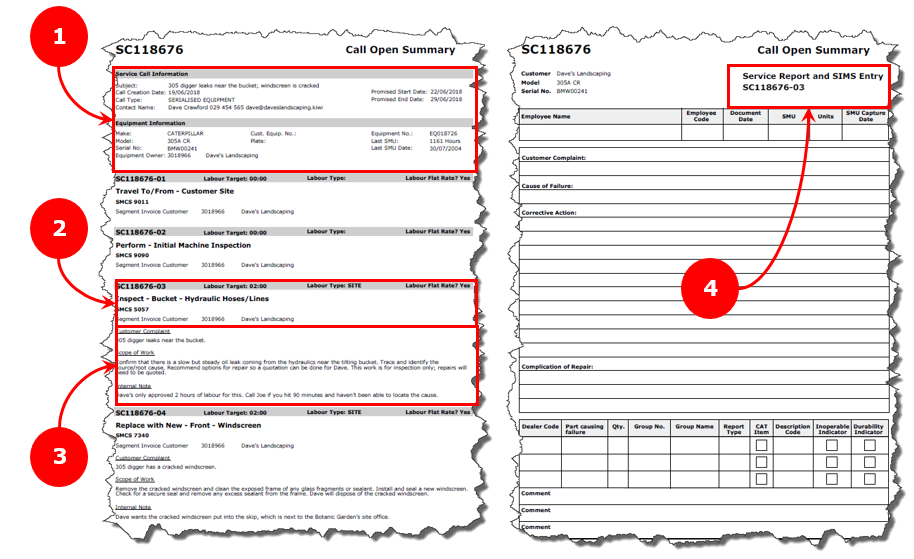 1
SC118676 Call Open Summary
Service Call Information
Subject: 305 digger leaks near the bucket; windscreen is cracked
Call Creation Date: 19/06/2018 Promised Start Date: 22/06/2018
Call Type: SERIALISED EQUIPMENT Promised End Date: 29/06/2018
Contact Name: Dave Crawford 029 454 565 dave@daveslandscaping.kiwi
Equipment Information
Make: CATERPILLAR Cust. Equip. No.: Equipment No.: EQ018726
Model: 305A CR Plate: Last SMU: 1161 Hours
Serial No: BMW00241 Last SMU Date: 30/07/2004
Equipment Owner: 3018966 Dave's Landscaping
SC118676-01 Labour Target: 00:00 Labour Type: Labour Flat Rate? Yes
Travel To/From - Customer Site
SMCS 9011
Segment Invoice Customer 3018966 Dave's Landscaping
2
SC118676-02 Labour Target: 00:00 Labour Type: Labour Flat Rate? Yes
Perform - Initial Machine Inspection
SMCS 9090
Segment Invoice Customer 3018966 Dave's Landscaping
SC118676-03 Labour Target: 02:00 Labour Type: SITE Labour Flat Rate? Yes
Inspect - Bucket - Hydraulic Hoses/Lines
SMCS 5057
Segment Invoice Customer 3018966 Dave's Landscaping
Customer Complaint
305 digger leaks near the bucket.
Scope of Work
Confirm that there is a slow but steady oil leak coming from the hydraulics near the tilting bucket. Trace and identify the
source/root cause. Recommend options for repair so a quotation can be done for Dave. This work is for inspection only; repairs will
need to be quoted.
Internal Note
Dave's only approved 2 hours of labour for this. Call Joe if you hit 90 minutes and haven't been able to locate the cause.
3
SC118676-04 Labour Target: 02:00 Labour Type: SITE Labour Flat Rate? Yes
Replace with New - Front - Windscreen
SMCS 7340
Segment Invoice Customer 3018966 Dave's Landscaping
Customer Complaint
305 digger has a cracked windscreen.
Scope of Work
Remove the cracked windscreen and clean the exposed frame of any glass fragments or sealant. Install and seal a new windscreen.
Check for a secure seal and remove any excess sealant from the frame. Dave will dispose of the cracked windscreen.
Internal Note
Dave wants the cracked windscreen put into the skip, which is next to the Botanic Garden's site office.
SC118676 Call Open Summary
Customer Dave's Landscaping
Model 305A CR
Serial No. BMW00241
Service Report and SIMS Entry
SC118676-03
Employee Name Employee Code Document Date SMU Units SMU Capture Date
Customer Complaint:
Cause of Failure:
Corrective Action:
4
Complication of Repair:
Dealer Code Part causing failure Qty. Group No. Group Name Report Type CAT Item Description Code Inoperable Indicator Durability Indicator
Comment
Comment
Comment